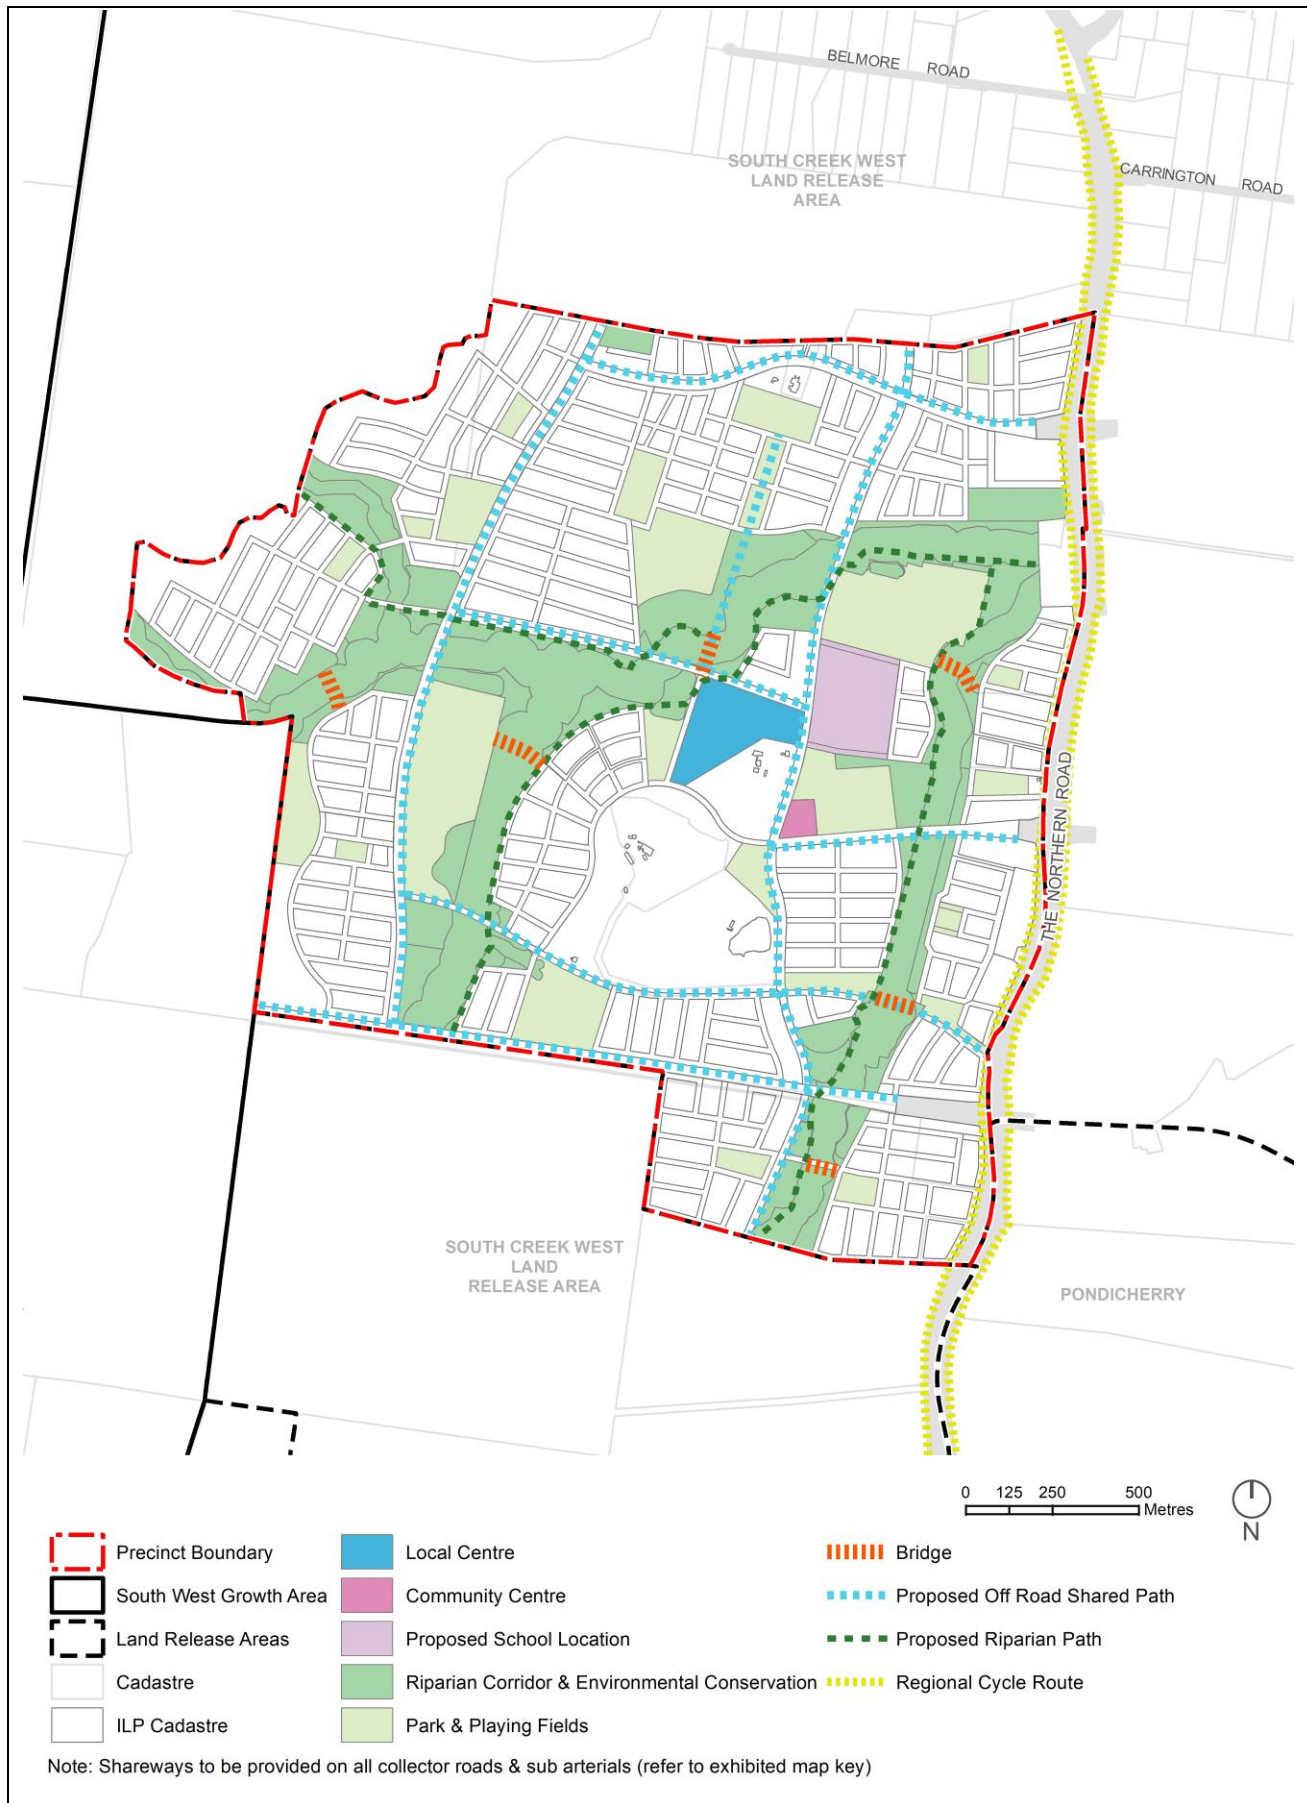 BELMORE ROAD
SOUTH CREEK WEST
LAND RELEASE
AREA
CARRINGTON ROAD
THE NORTHERN ROAD
SOUTH CREEK WEST
LAND
RELEASE AREA
PONDICHERRY
0 125 250 500
Metres
N
Precinct Boundary
South West Growth Area
Land Release Areas
Cadastre
ILP Cadastre
Local Centre
Community Centre
Proposed School Location
Riparian Corridor & Environmental Conservation
Park & Playing Fields
Bridge
Proposed Off Road Shared Path
Proposed Riparian Path
Regional Cycle Route
Note: Shareways to be provided on all collector roads & sub arterials (refer to exhibited map key)